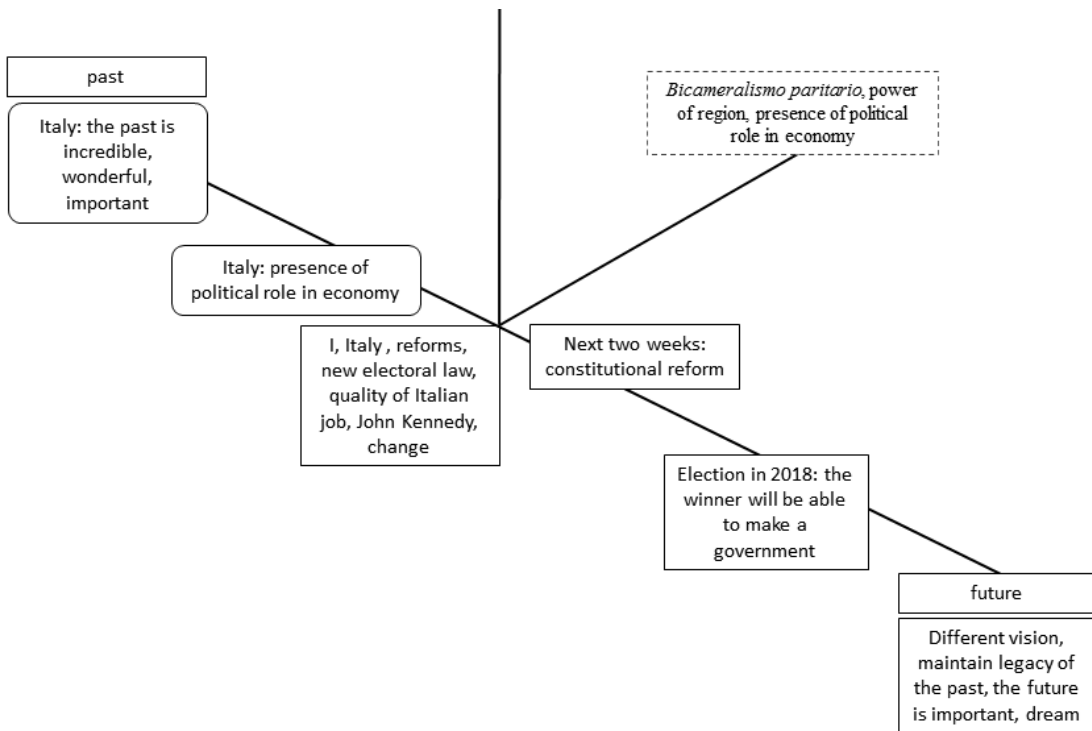 past
Italy: the past is
incredible,
wonderful,
important
Bicameralismo paritario, power
of region, presence of political
role in economy
Italy: presence of
political role in economy
I, Italy , reforms,
new electoral law,
quality of Italian
job, John Kennedy,
change
Next two weeks:
constitutional reform
Election in 2018: the
winner will be able
to make a
government
future
Different vision,
maintain legacy of
the past, the future
is important, dream